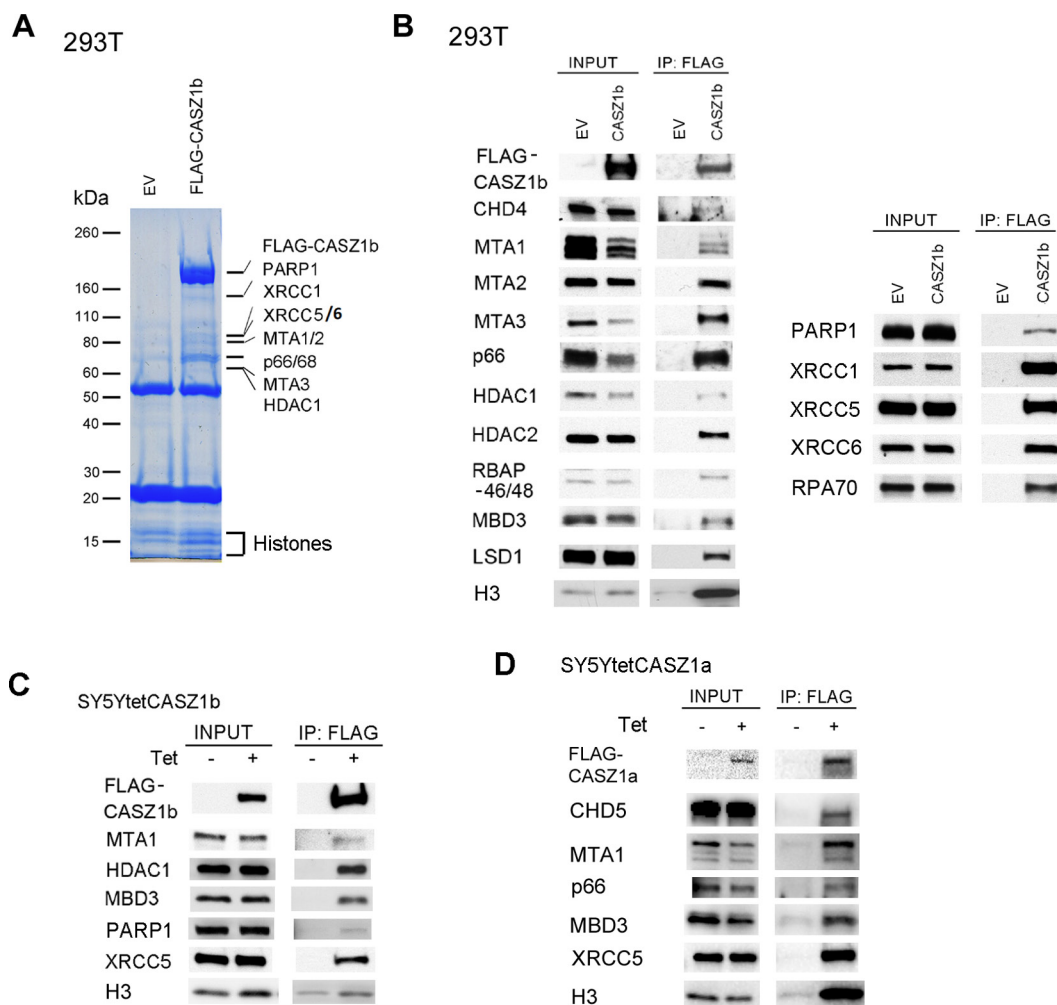 A
293T
EV
FLAG-CASZ1b
kDa
260
160
110
80
60
50
40
30
20
15
FLAG-CASZ1b
PARP1
XRCC1
XRCC5/6
MTA1/2
p66/68
MTA3
HDAC1
Histones
B
293T
INPUT
IP: FLAG
EV
CASZ1b
EV
CASZ1b
FLAG-
CASZ1b
CHD4
MTA1
MTA2
MTA3
p66
HDAC1
HDAC2
RBAP
-46/48
MBD3
LSD1
H3
INPUT
IP: FLAG
EV
CASZ1b
EV
CASZ1b
PARP1
XRCC1
XRCC5
XRCC6
RPA70
C
SY5YtetCASZ1b
INPUT
IP: FLAG
Tet - + - +
FLAG-
CASZ1b
MTA1
HDAC1
MBD3
PARP1
XRCC5
H3
D
SY5YtetCASZ1a
INPUT
IP: FLAG
Tet - + - +
FLAG-
CASZ1a
CHD5
MTA1
p66
MBD3
XRCC5
H3